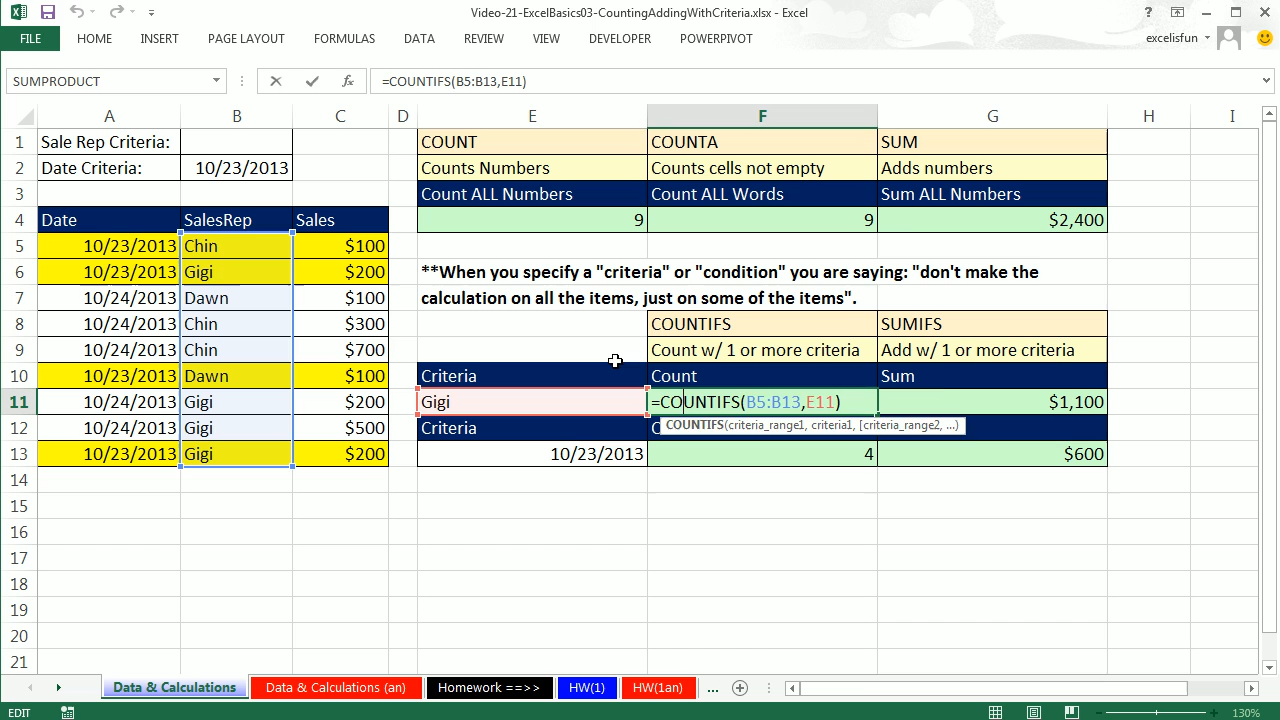 Video-21-ExcelBasics03-CountingAddingWithCriteria.xlsx - Excel
FILE HOME INSERT PAGE LAYOUT FORMULAS DATA REVIEW VIEW DEVELOPER POWERPIVOT excelisfun
SUMPRODUCT fx =COUNTIFS(B5:B13,E11)
A B C D E F G H I
1 Sale Rep Criteria: COUNT COUNTA SUM
2 Date Criteria: 10/23/2013 Counts Numbers Counts cells not empty Adds numbers
3 Count ALL Numbers Count ALL Words Sum ALL Numbers
4 Date SalesRep Sales 9 9 $2,400
5 10/23/2013 Chin $100
6 10/23/2013 Gigi $200 **When you specify a "criteria" or "condition" you are saying: "don't make the
7 10/24/2013 Dawn $100 calculation on all the items, just on some of the items".
8 10/24/2013 Chin $300 COUNTIFS SUMIFS
9 10/24/2013 Chin $700 Count w/ 1 or more criteria Add w/ 1 or more criteria
10 10/23/2013 Dawn $100 Criteria Count Sum
11 10/24/2013 Gigi $200 Gigi =COUNTIFS(B5:B13,E11) $1,100
12 10/24/2013 Gigi $500 Criteria C
COUNTIFS(criteria_range1, criteria1, [criteria_range2, ...)
13 10/23/2013 Gigi $200 10/23/2013 4 $600
14
15
16
17
18
19
20
21
Data & Calculations Data & Calculations (an) Homework ==>> HW(1) HW(1an) ...
EDIT 130%